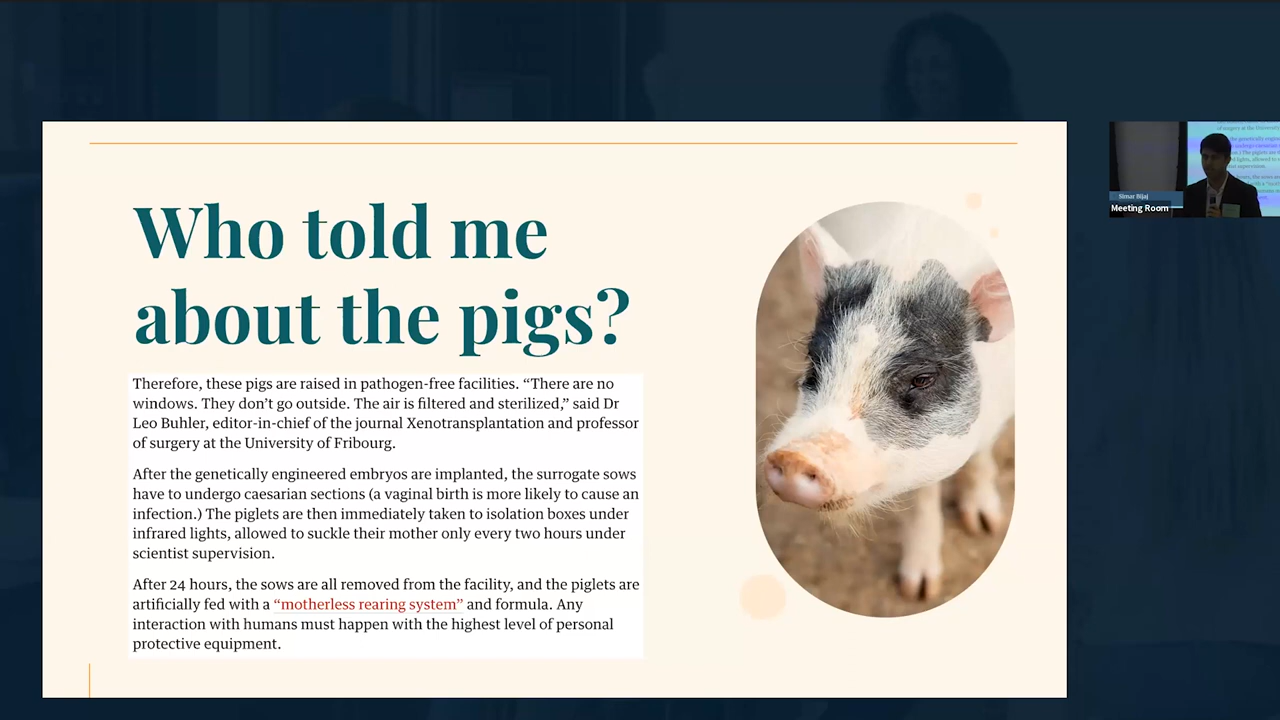 Who told me
about the pigs?
Therefore, these pigs are raised in pathogen-free facilities. “There are no
windows. They don’t go outside. The air is filtered and sterilized,” said Dr
Leo Buhler, editor-in-chief of the journal Xenotransplantation and professor
of surgery at the University of Fribourg.
After the genetically engineered embryos are implanted, the surrogate sows
have to undergo caesarian sections (a vaginal birth is more likely to cause an
infection.) The piglets are then immediately taken to isolation boxes under
infrared lights, allowed to suckle their mother only every two hours under
scientist supervision.
After 24 hours, the sows are all removed from the facility, and the piglets are
artificially fed with a “motherless rearing system” and formula. Any
interaction with humans must happen with the highest level of personal
protective equipment.
Simar Bijaj
Meeting Room